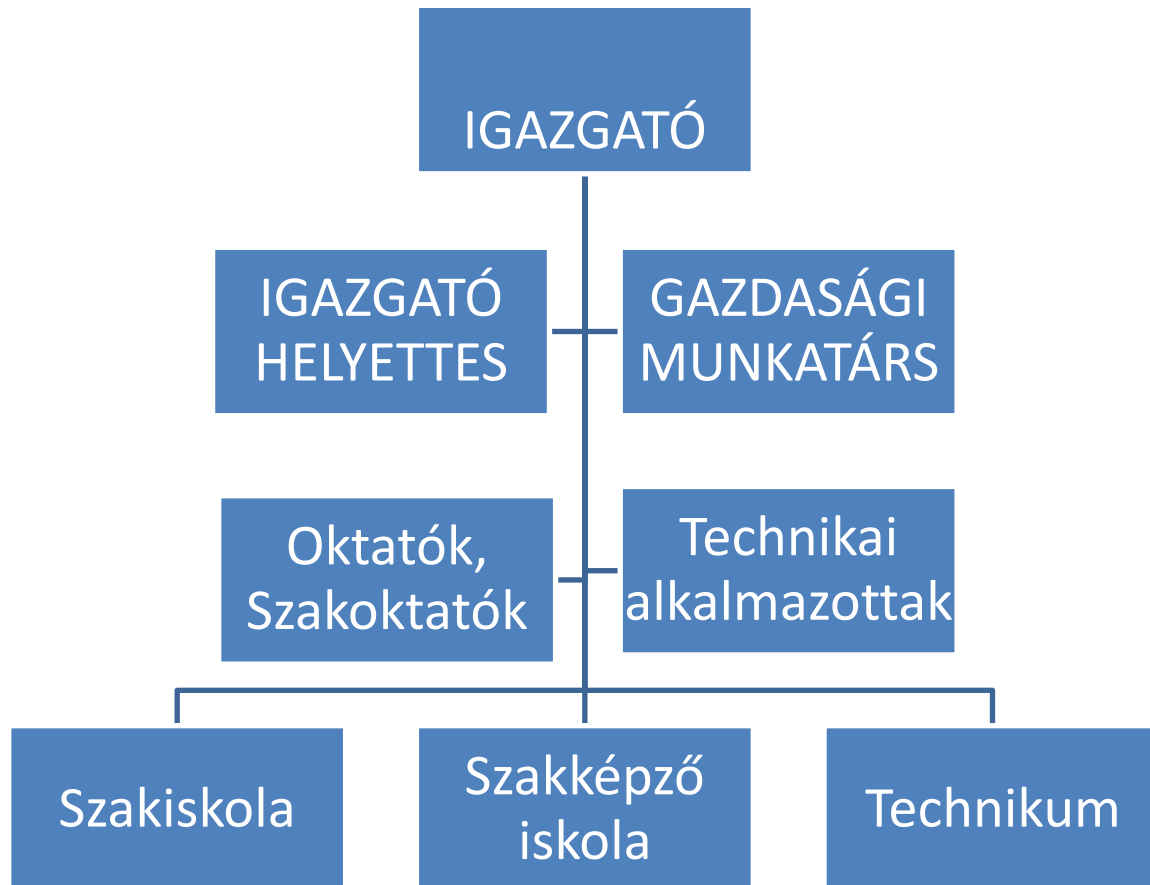 IGAZGATÓ
IGAZGATÓ
HELYETTES
GAZDASÁGI
MUNKATÁRS
Oktatók,
Szakoktatók
Technikai
alkalmazottak
Szakiskola
Szakképző
iskola
Technikum